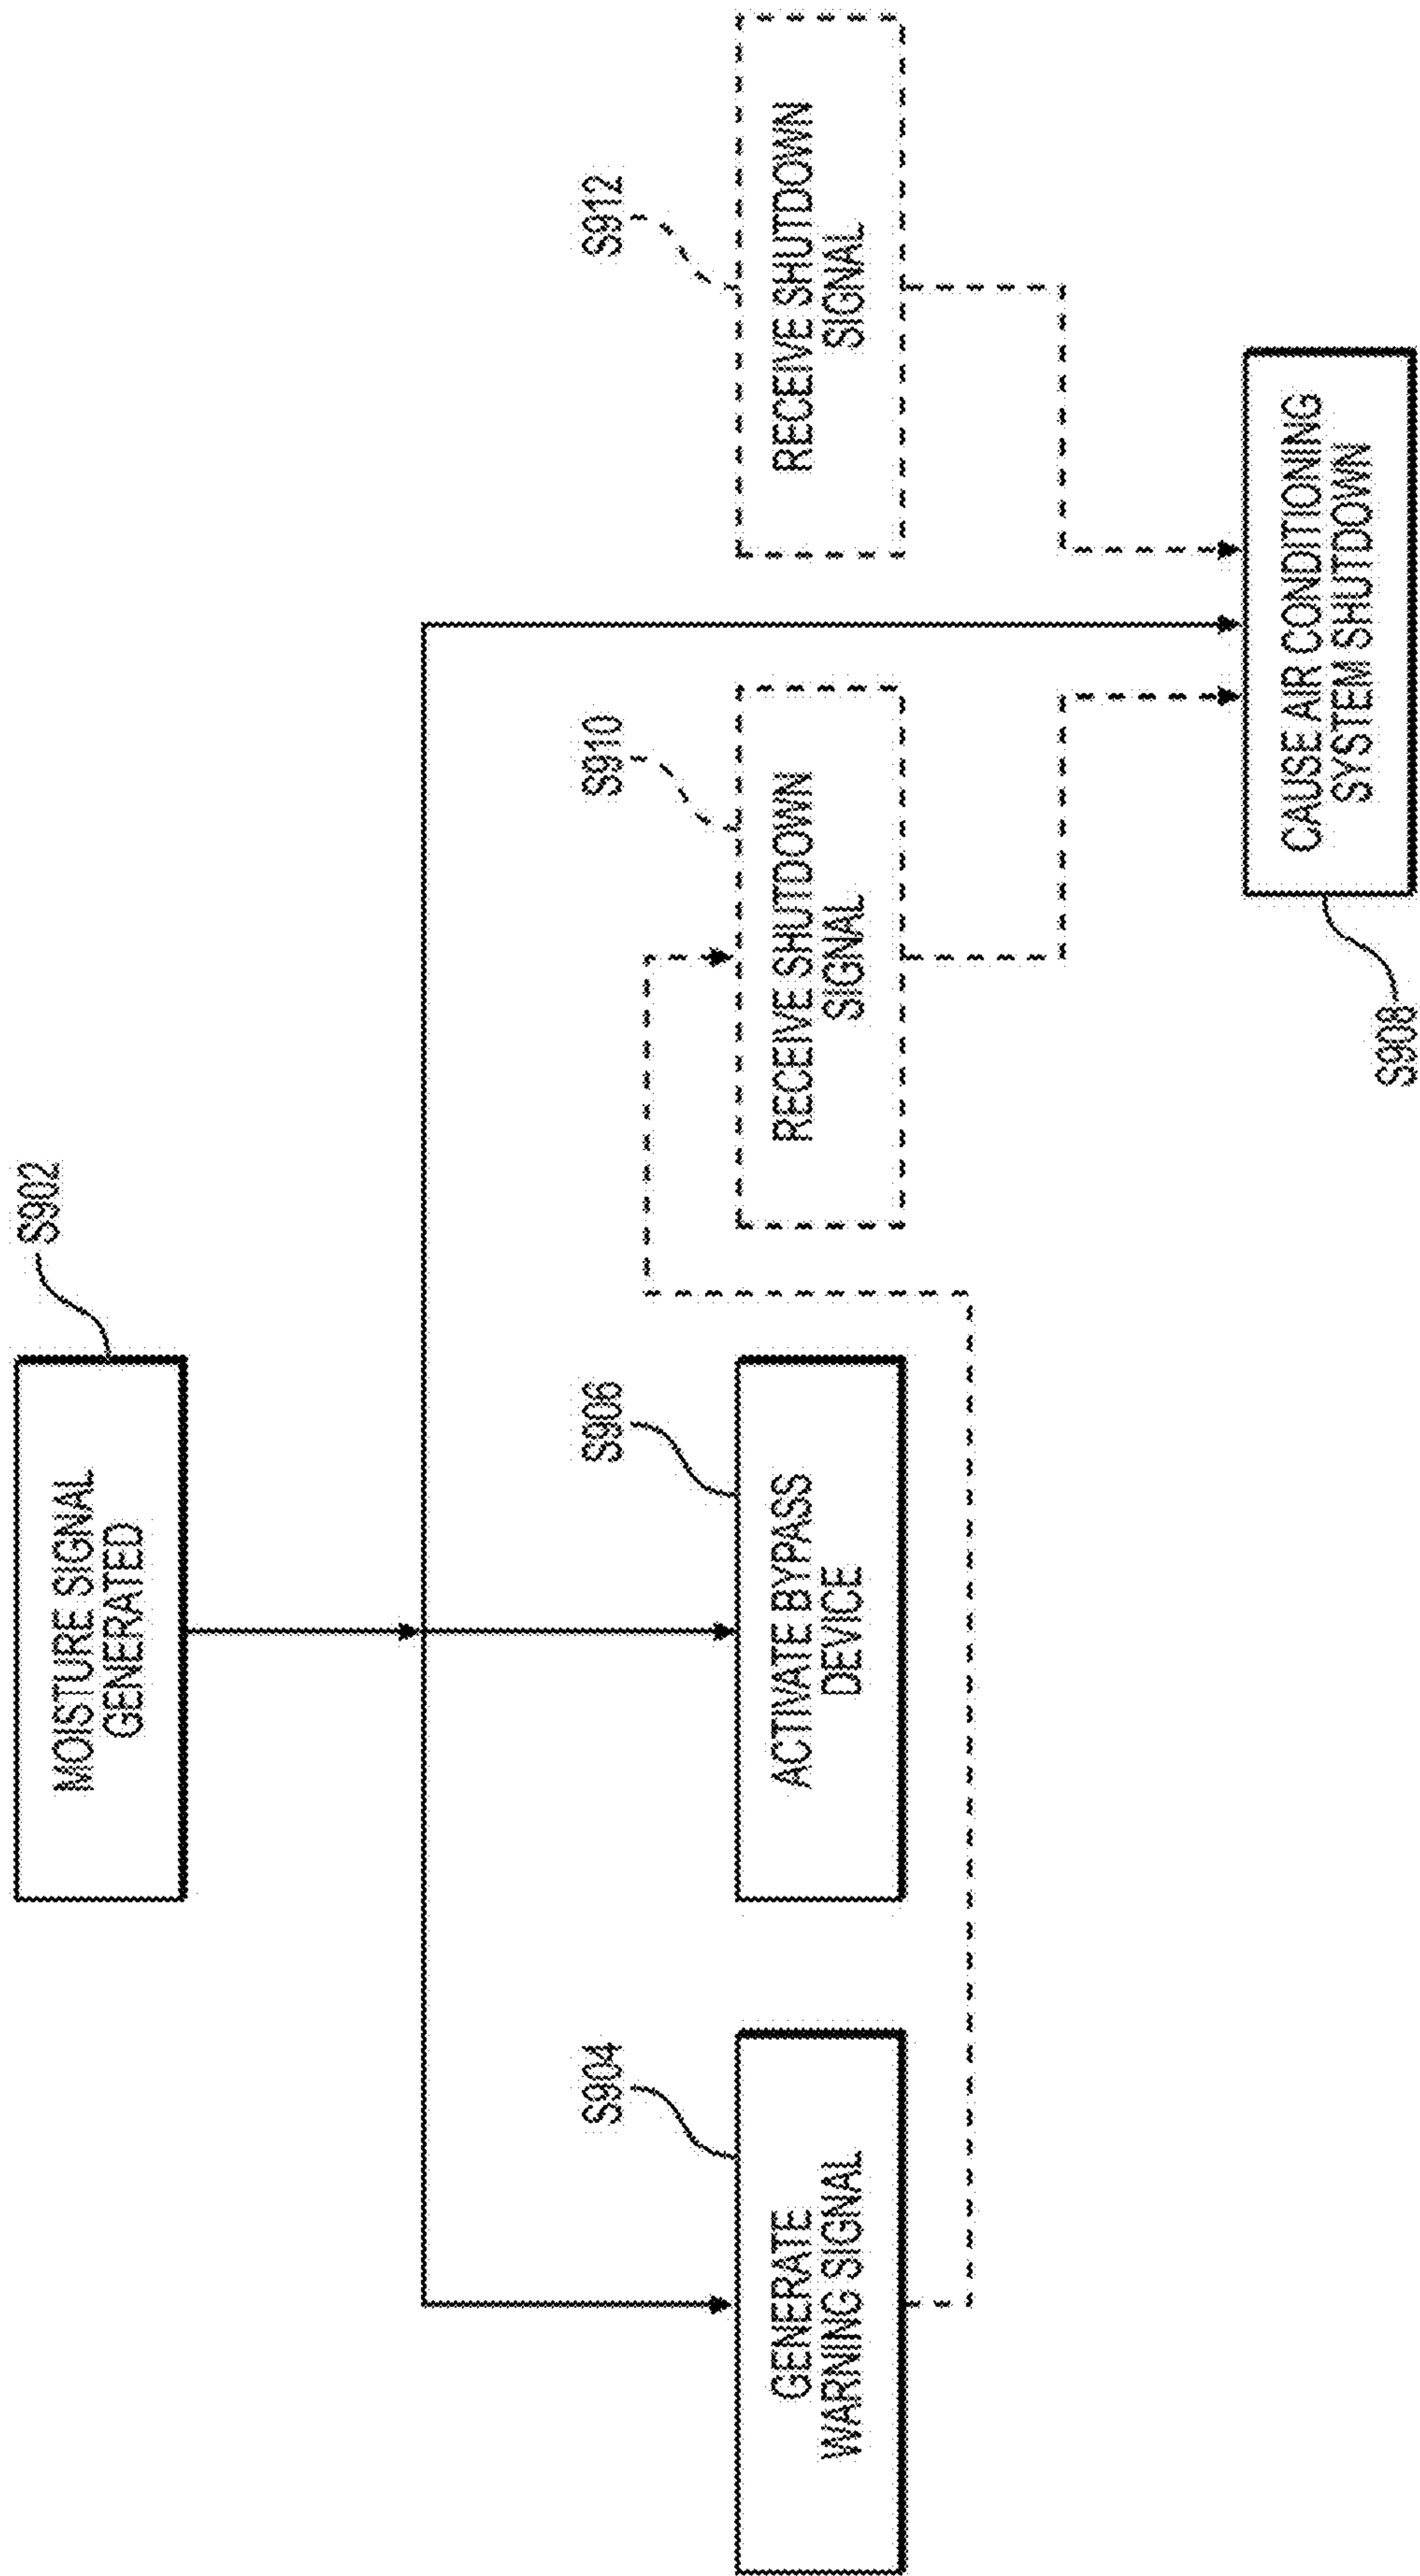 S902
MOISTURE SIGNAL
GENERATED
S904
GENERATE
WARNING SIGNAL
S906
ACTIVATE BYPASS
DEVICE
S910
RECEIVE SHUTDOWN
SIGNAL
S912
RECEIVE SHUTDOWN
SIGNAL
CAUSE AIR CONDITIONING
SYSTEM SHUTDOWN
S908